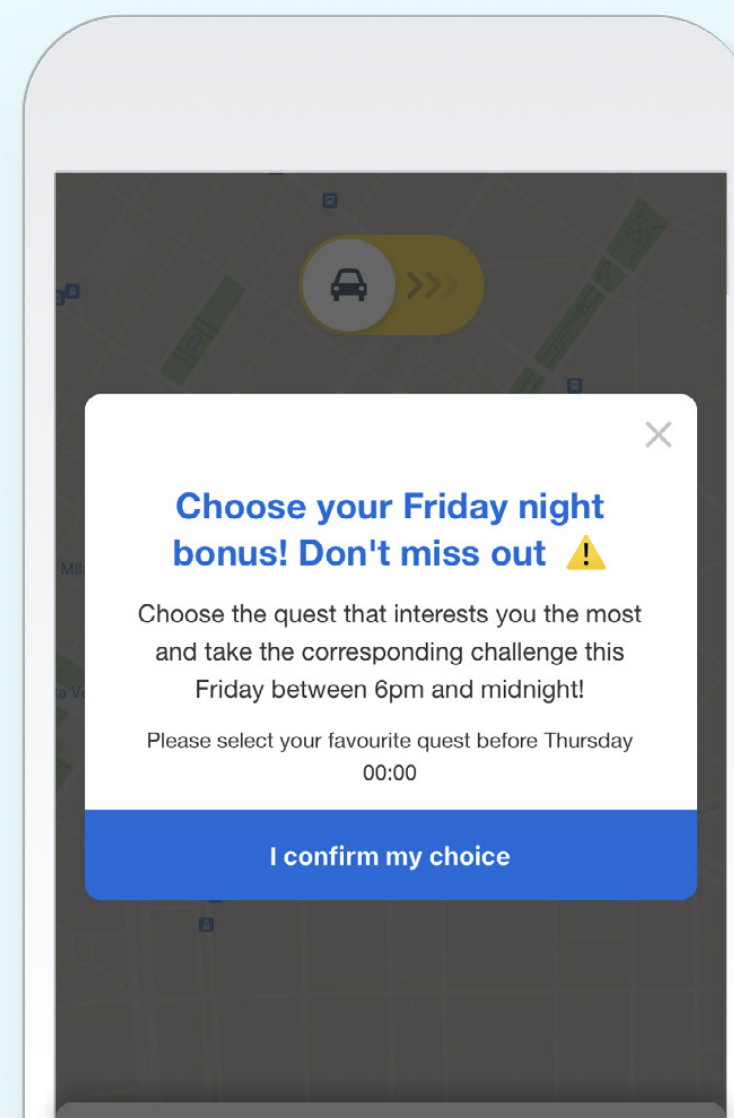 Choose your Friday night
bonus! Don't miss out ⚠️
Choose the quest that interests you the most
and take the corresponding challenge this
Friday between 6pm and midnight!
Please select your favourite quest before Thursday
00:00
I confirm my choice